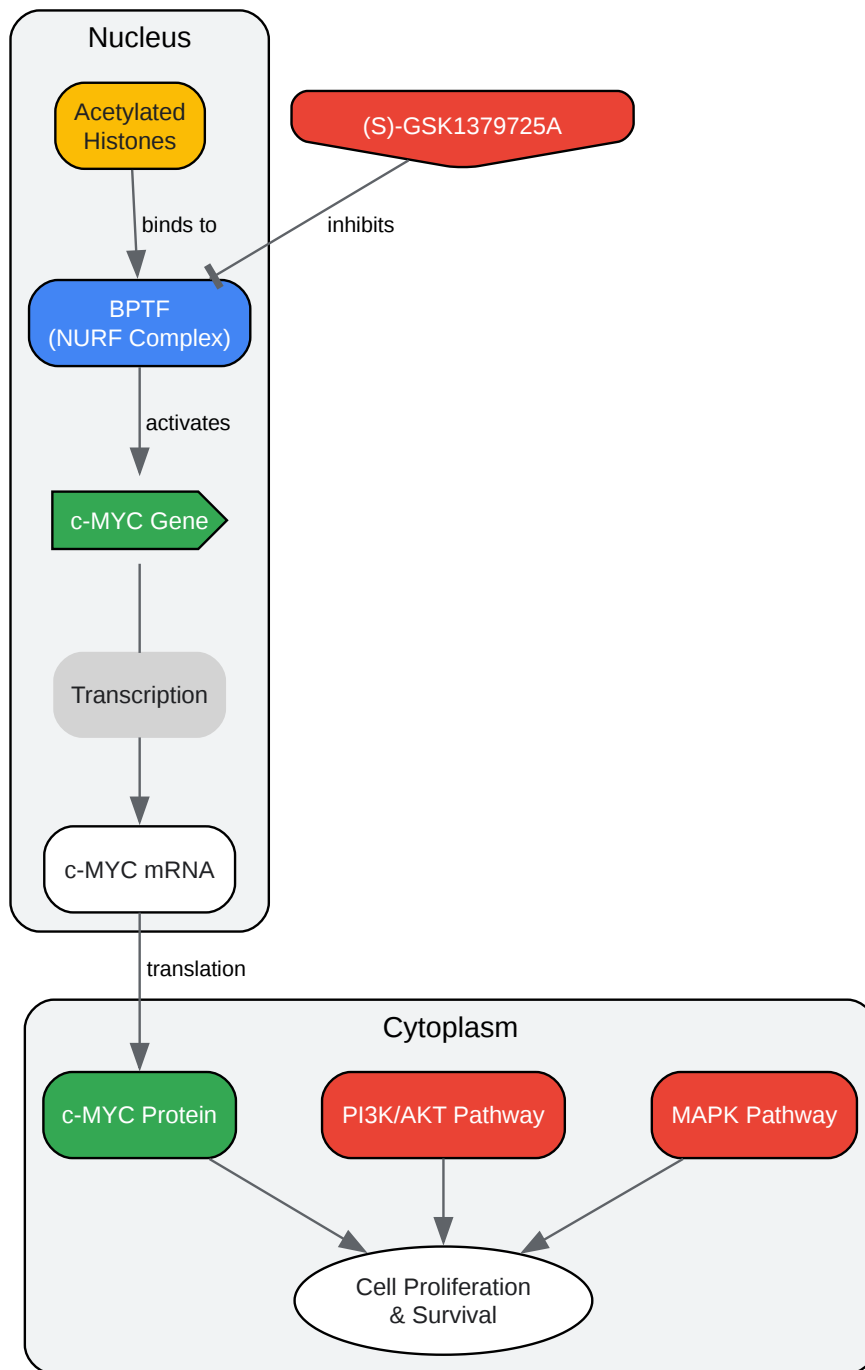 Nucleus
Acetylated
Histones
(S)-GSK1379725A
binds to
inhibits
BPTF
(NURF Complex)
activates
c-MYC Gene
Transcription
c-MYC mRNA
translation
Cytoplasm
c-MYC Protein
PI3K/AKT Pathway
MAPK Pathway
Cell Proliferation
& Survival